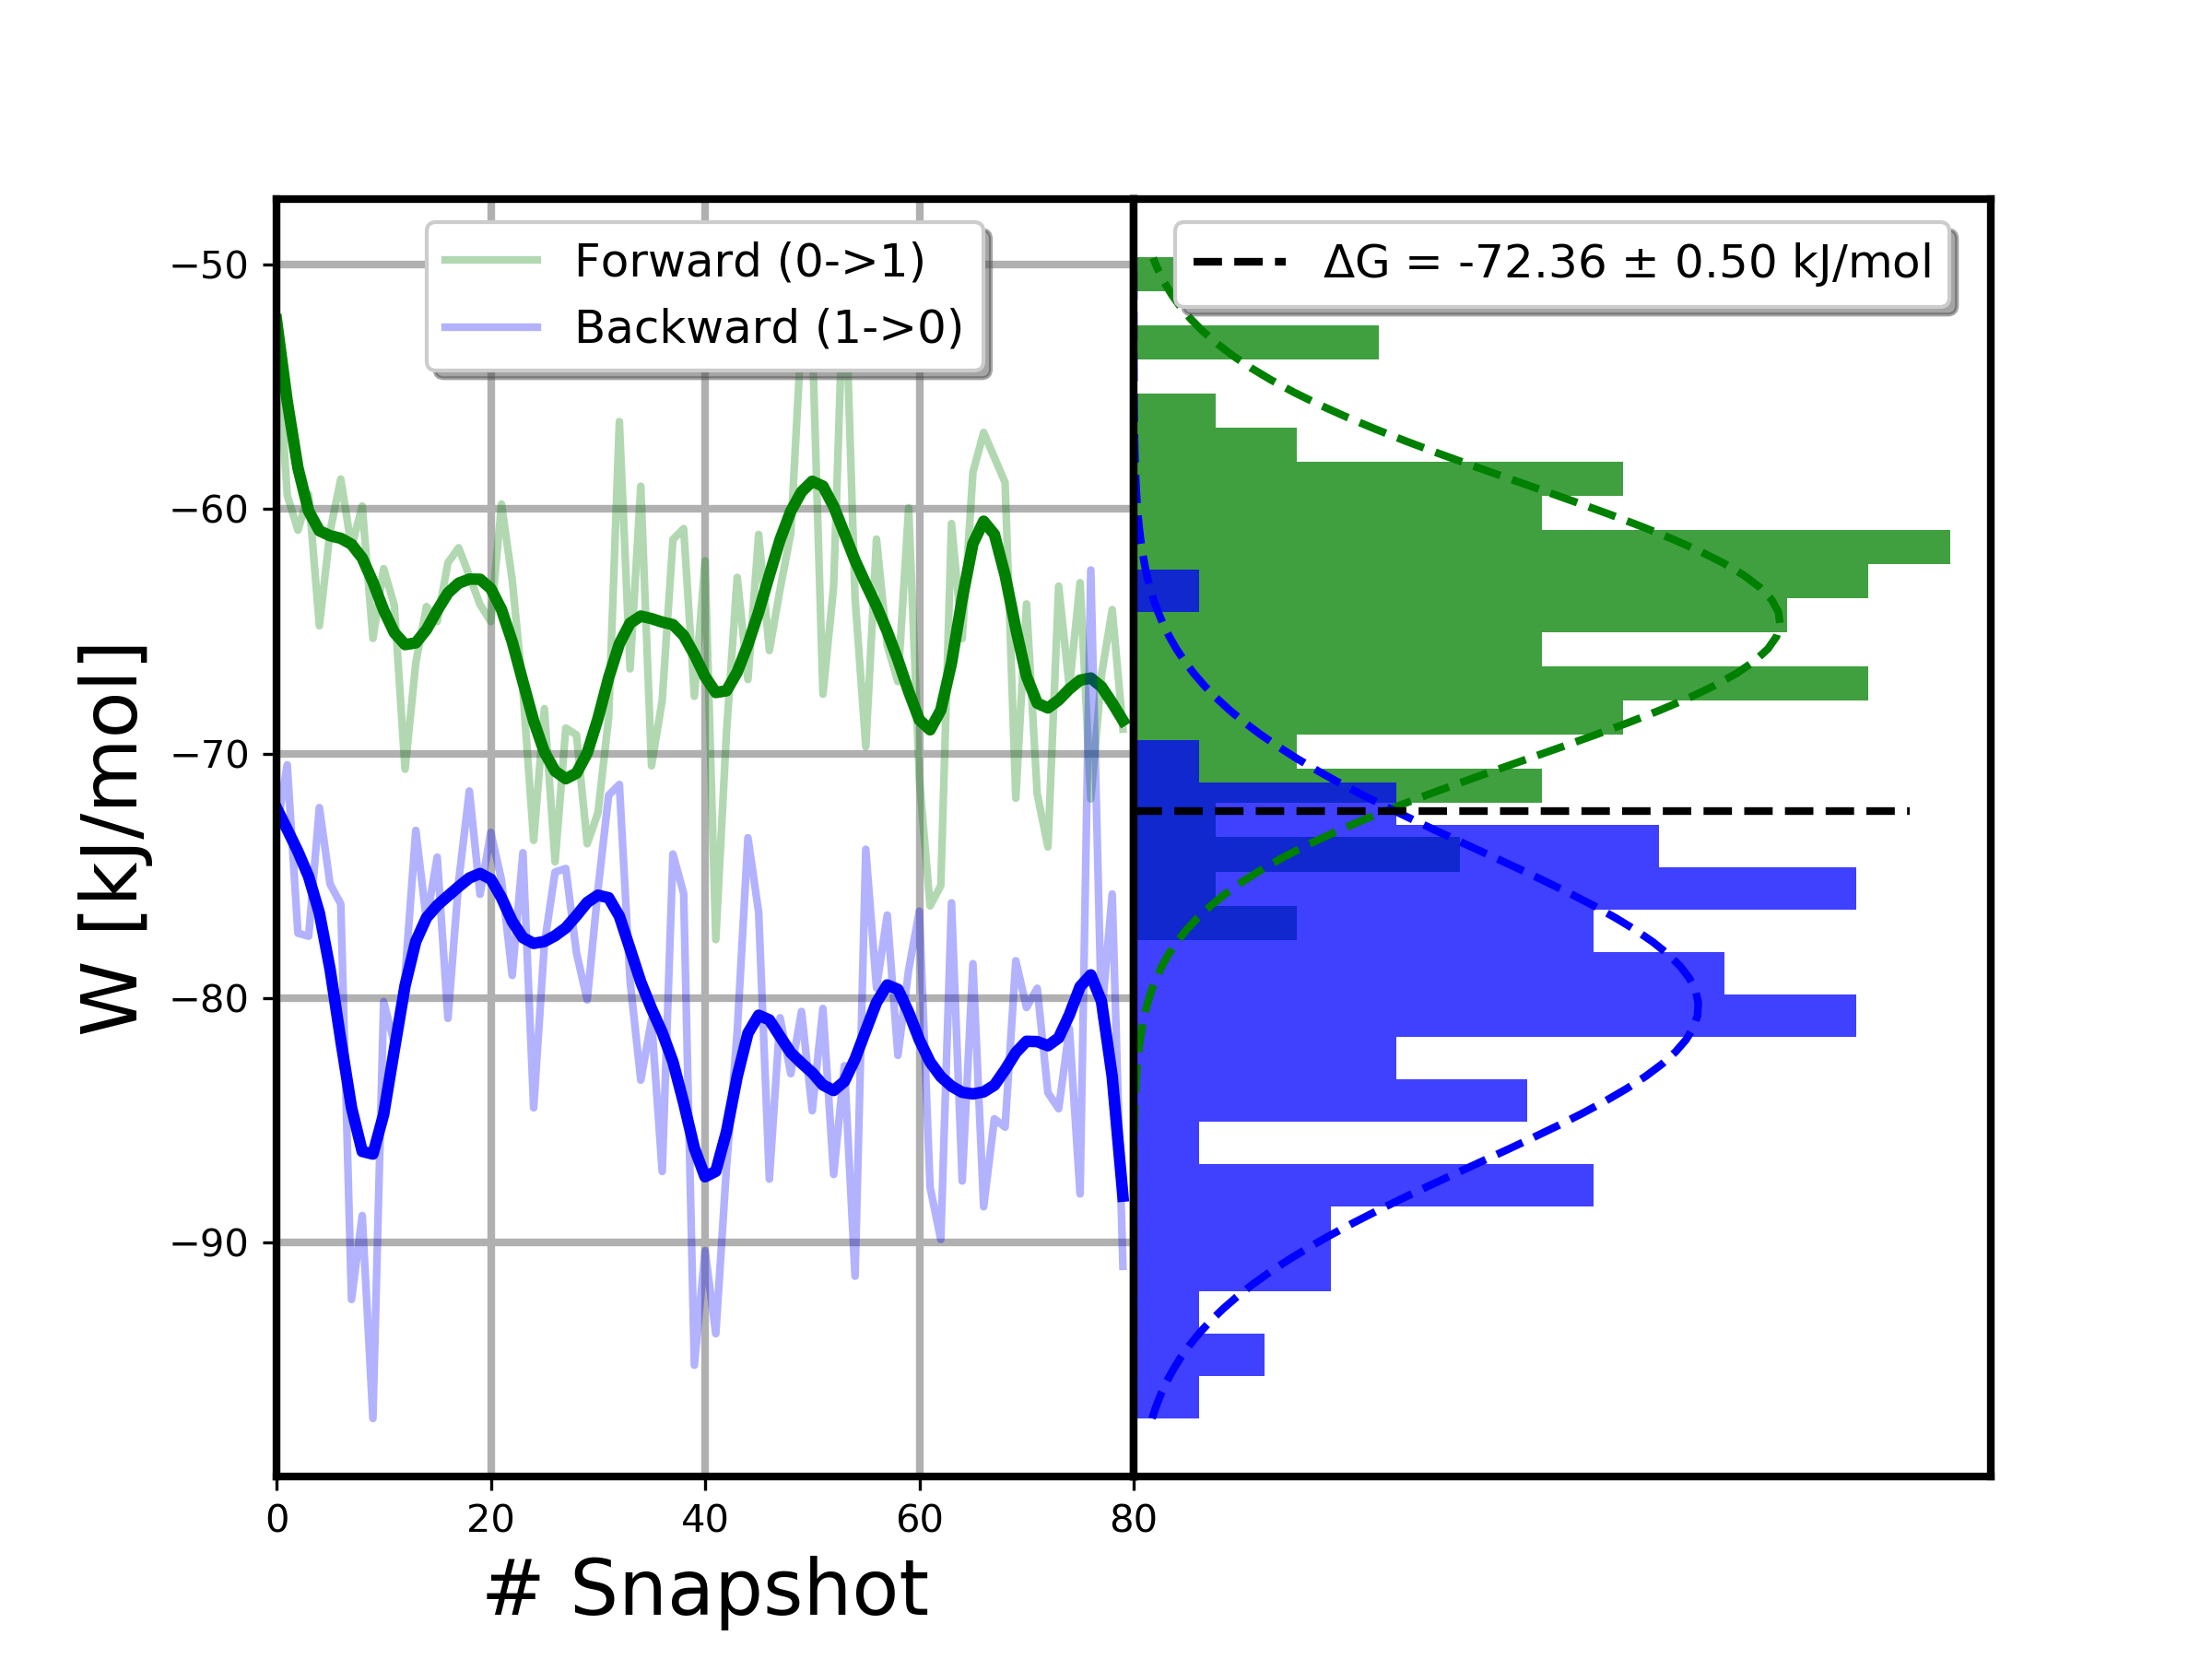 Forward (0->1)
Backward (1->0)
ΔG = -72.36 ± 0.50 kJ/mol
W [kJ/mol]
−50
−60
−70
−80
−90
0
20
40
60
80
# Snapshot